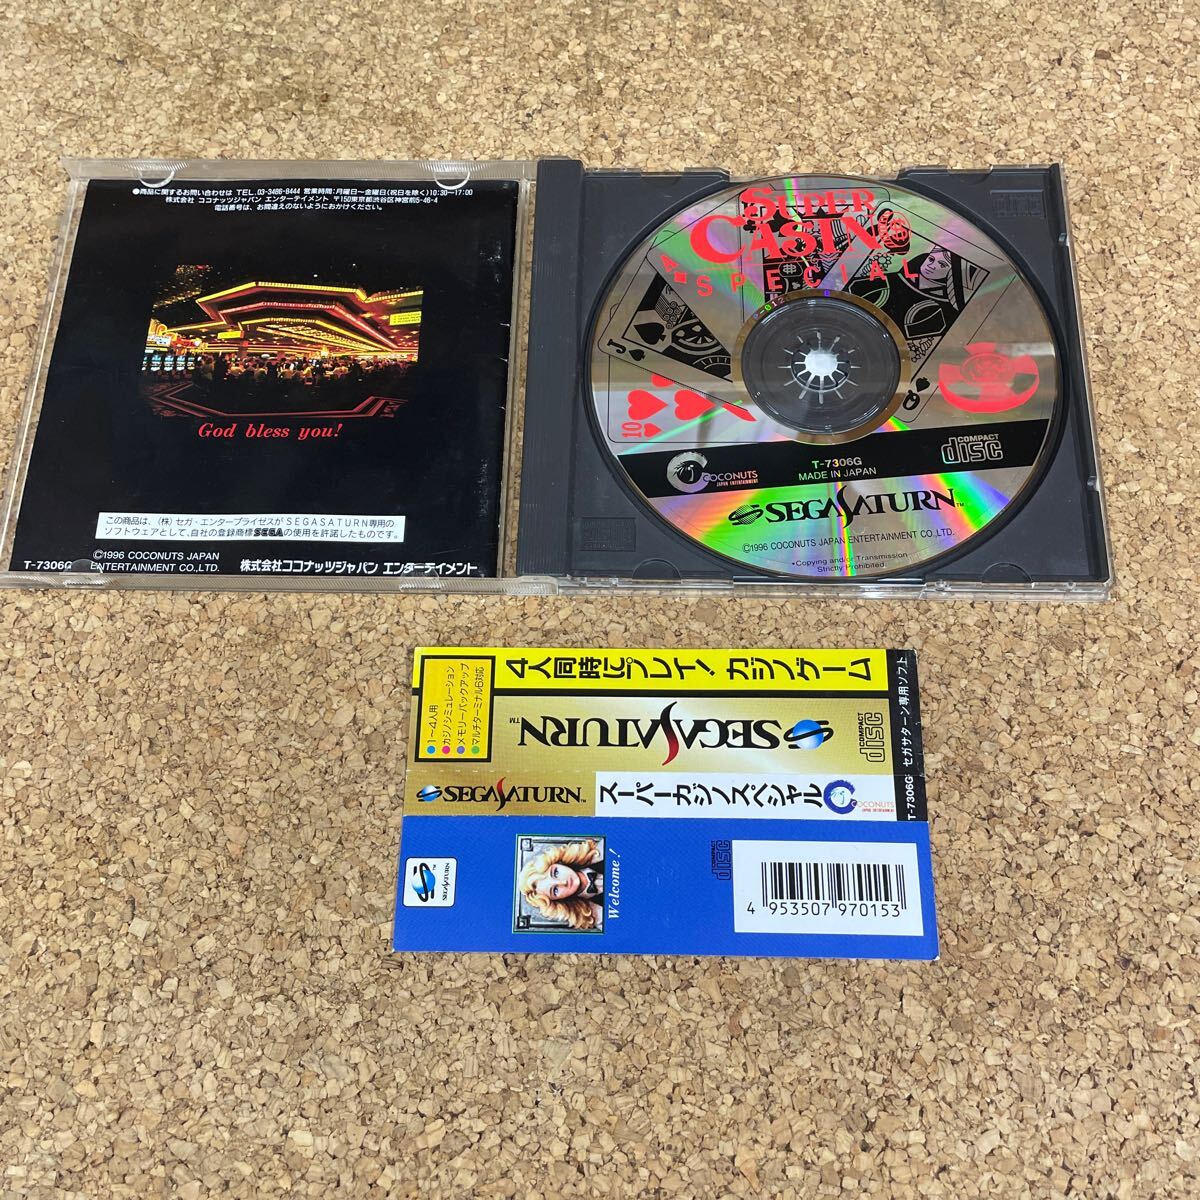 ●商品に関するお問い合わせは TEL.03-3486-8444 営業時間:月曜日〜金曜日(祝日を除く)10:30〜17:00
株式会社 ココナッツジャパン エンターテイメント 〒150東京都渋谷区神宮前5-46-4
電話番号は、お間違えのないようにおかけください。
God bless you!
この商品は、(株)セガ・エンタープライゼスがSEGASATURN専用の
ソフトウェアとして、自社の登録商標SEGAの使用を許諾したものです。
T-7306G
©1996 COCONUTS JAPAN
ENTERTAINMENT CO.,LTD.
株式会社ココナッツジャパン エンターテイメント
SUPER
CASINO
SPECIAL
A
J
10
Q
COMPACT
disc
COCONUTS
JAPAN ENTERTAINMENT
T-7306G
MADE IN JAPAN
SEGA SATURN™
©1996 COCONUTS JAPAN ENTERTAINMENT CO.,LTD.
•Copying and/or Transmission
Strictly Prohibited.
4人同時にプレイ! カジノゲーム
●1〜4人用
●カジノシミュレーション
●メモリーバックアップ
●マルチターミナル6対応
SEGA SATURN™
COMPACT
disc
T-7306G セガサターン専用ソフト
SEGA SATURN™
スーパーカジノスペシャル
COCONUTS
JAPAN ENTERTAINMENT
SEGA SATURN™
Welcome!
COMPACT
disc
4 953507 970153